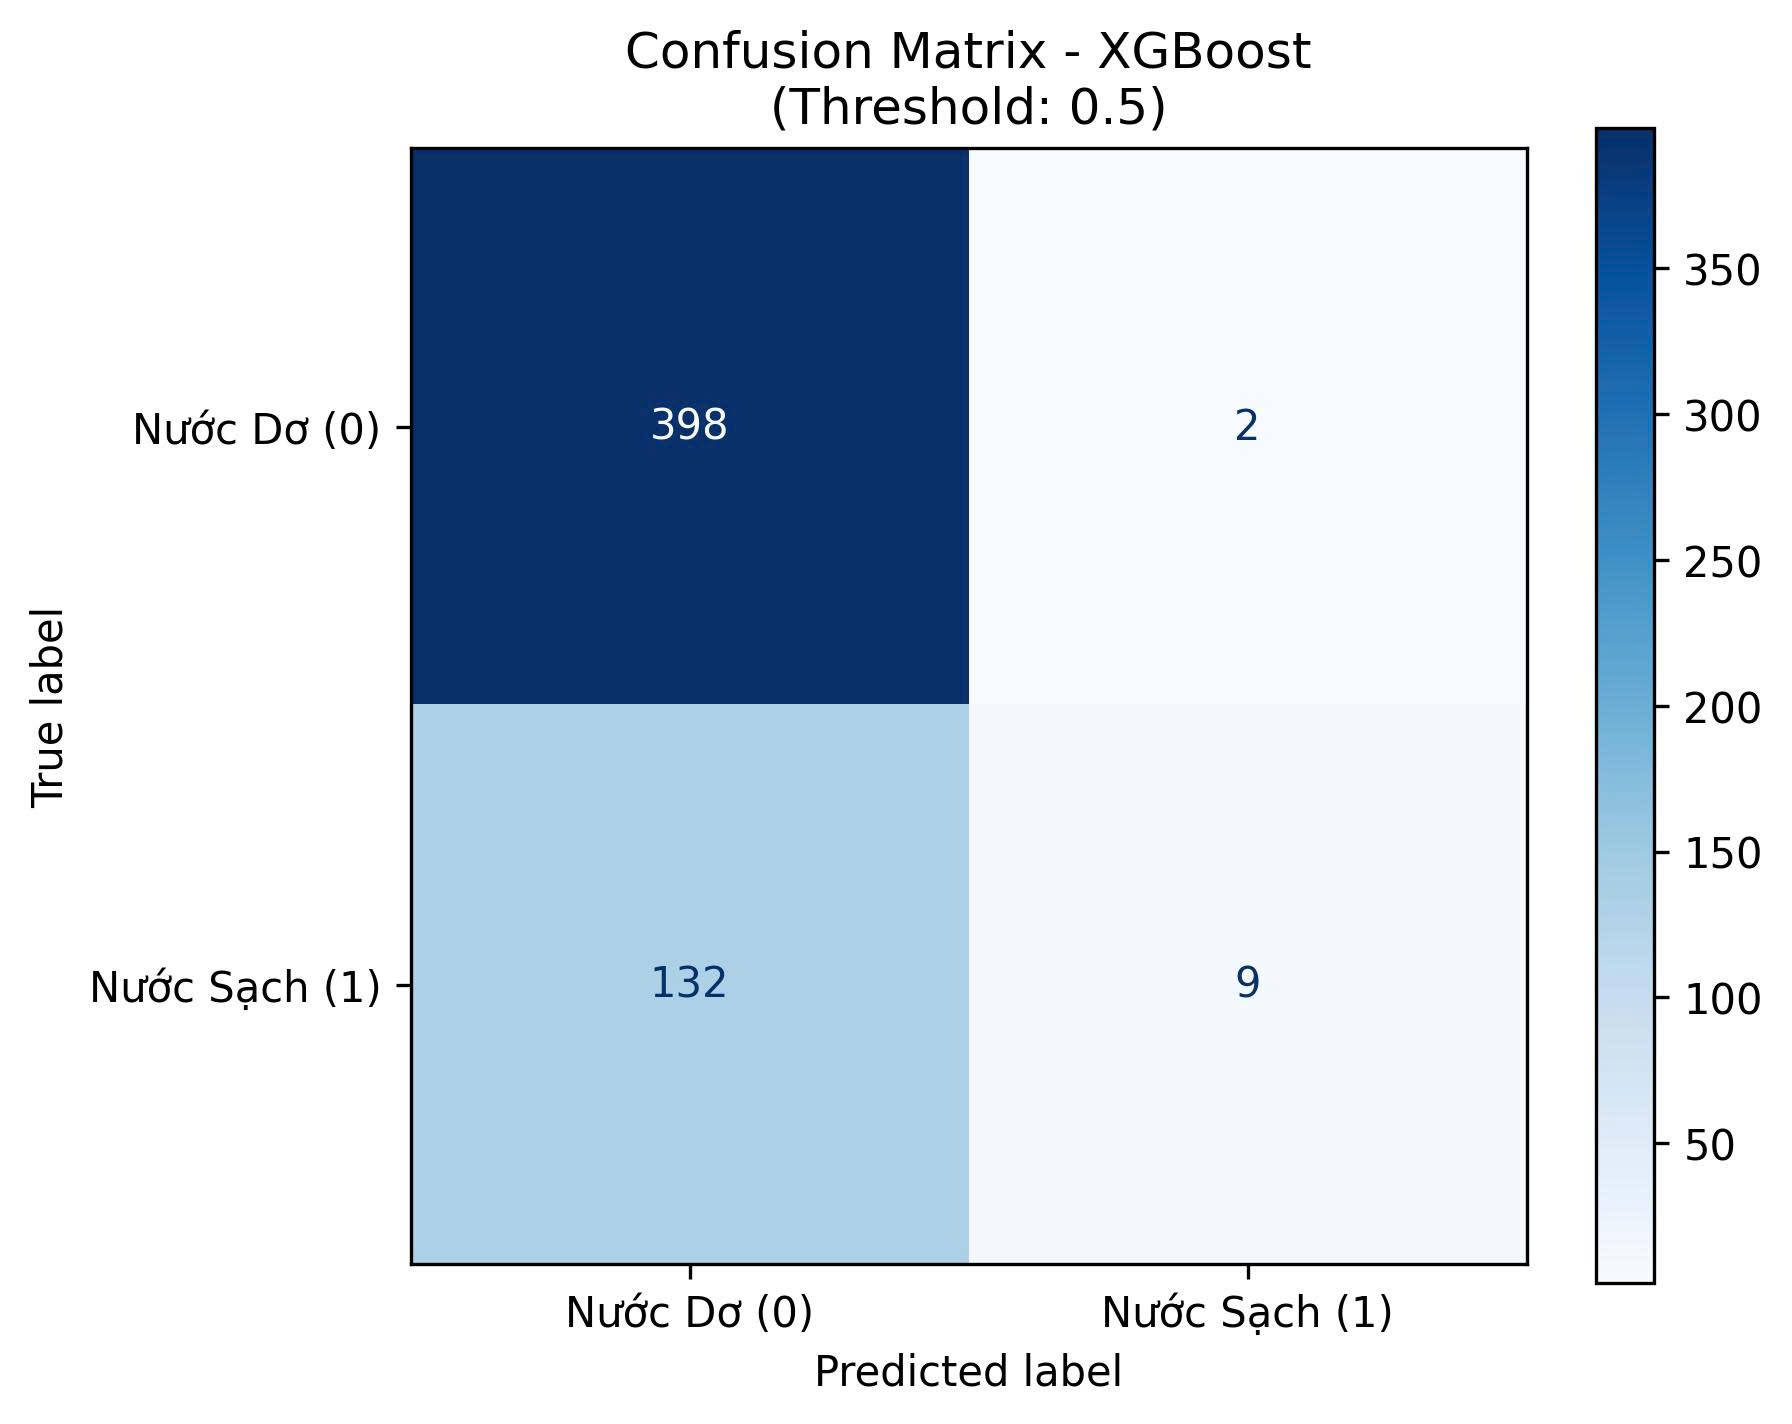 Confusion Matrix - XGBoost
(Threshold: 0.5)
True label
Nước Dơ (0)
398
2
Nước Sạch (1)
132
9
Nước Dơ (0)
Nước Sạch (1)
Predicted label
350
300
250
200
150
100
50